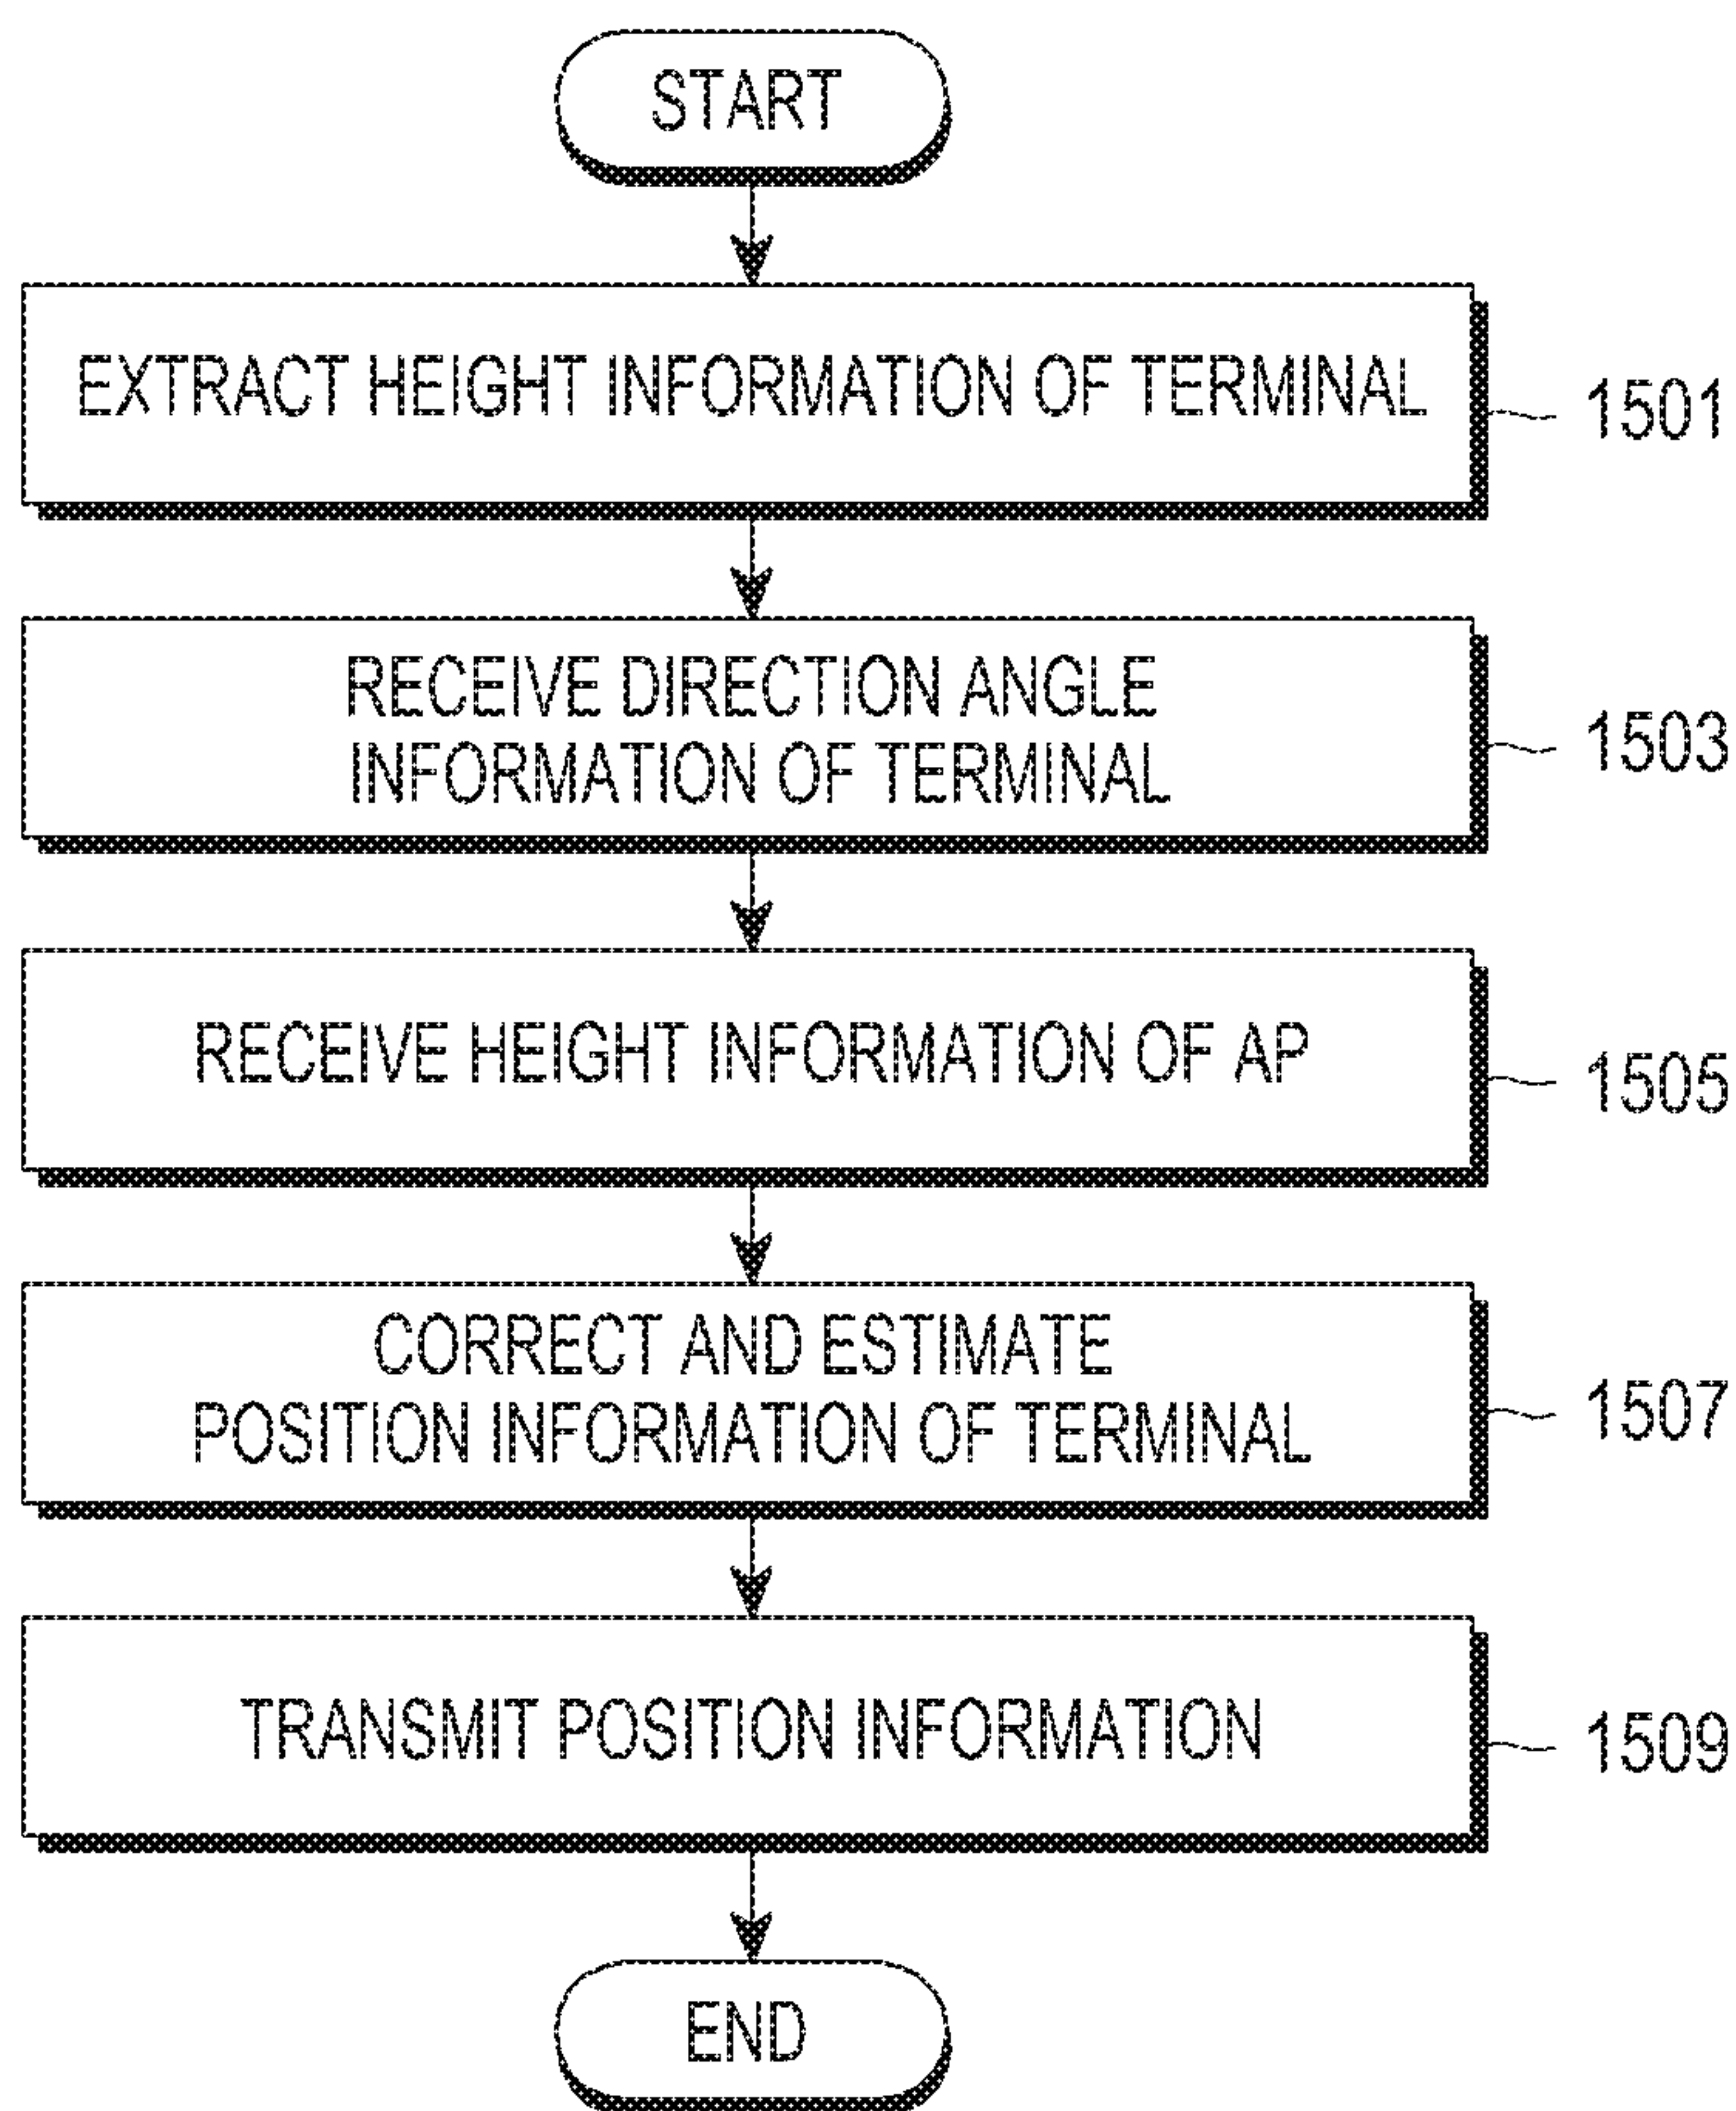 START
EXTRACT HEIGHT INFORMATION OF TERMINAL
1501
RECEIVE DIRECTION ANGLE
INFORMATION OF TERMINAL
1503
RECEIVE HEIGHT INFORMATION OF AP
1505
CORRECT AND ESTIMATE
POSITION INFORMATION OF TERMINAL
1507
TRANSMIT POSITION INFORMATION
1509
END